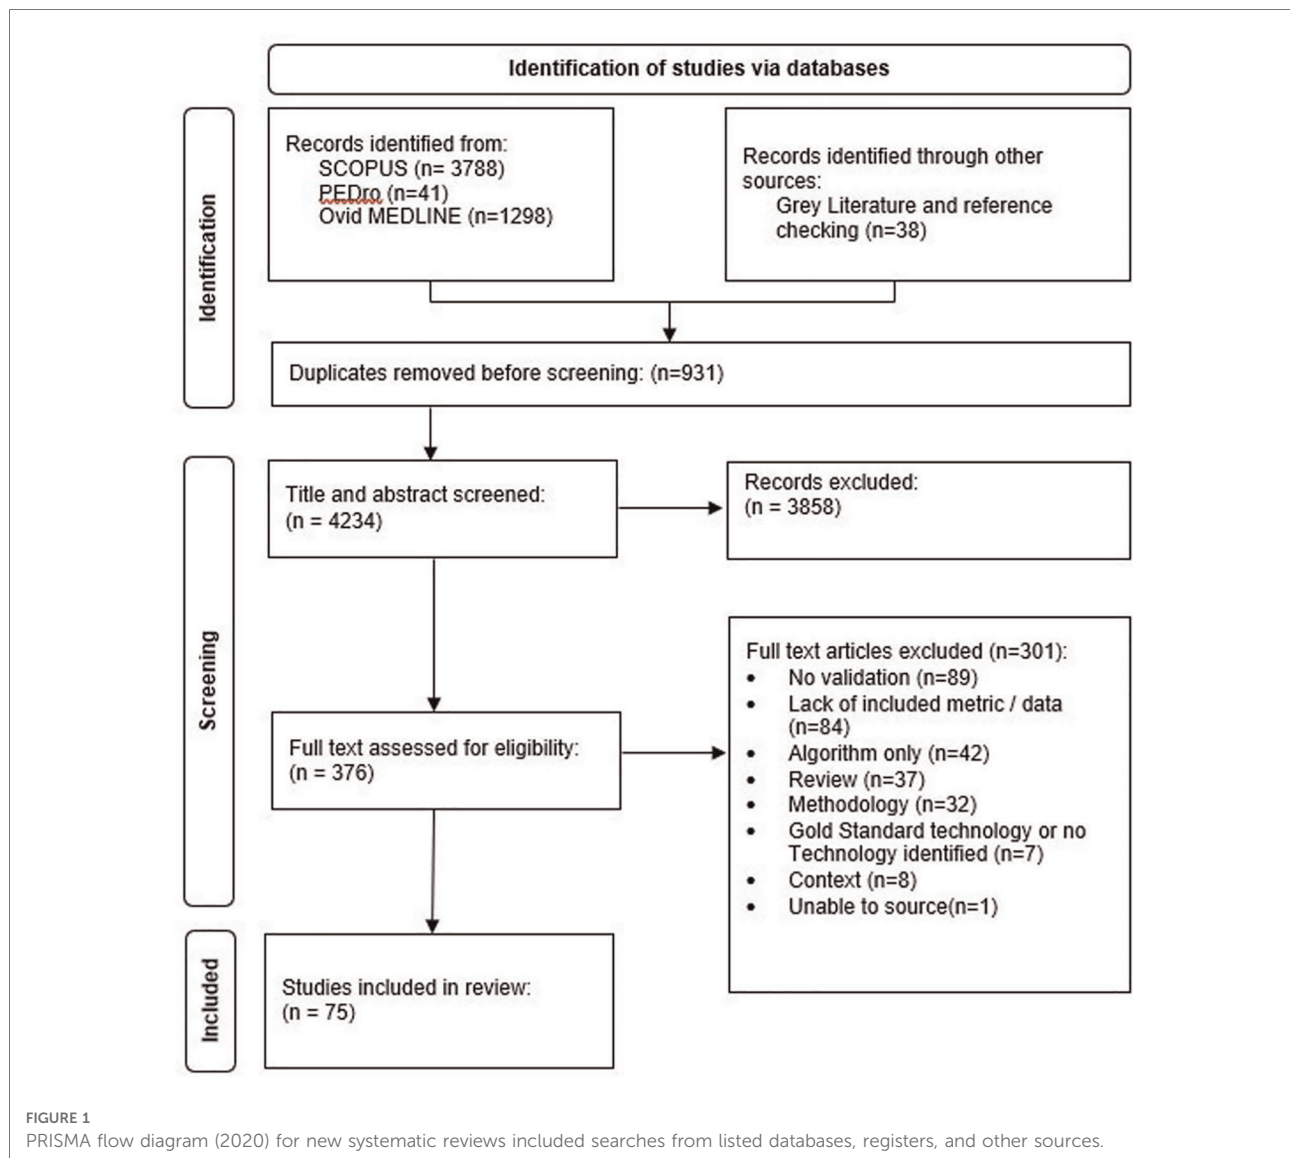 Identification of studies via databases
Identification
Records identified from:
SCOPUS (n= 3788)
PEDro (n=41)
Ovid MEDLINE (n=1298)
Records identified through other
sources:
Grey Literature and reference
checking (n=38)
Duplicates removed before screening: (n=931)
Screening
Title and abstract screened:
(n = 4234)
Records excluded:
(n = 3858)
Full text assessed for eligibility:
(n = 376)
Full text articles excluded (n=301):
• No validation (n=89)
• Lack of included metric / data
(n=84)
• Algorithm only (n=42)
• Review (n=37)
• Methodology (n=32)
• Gold Standard technology or no
Technology identified (n=7)
• Context (n=8)
• Unable to source(n=1)
Included
Studies included in review:
(n = 75)
FIGURE 1
PRISMA flow diagram (2020) for new systematic reviews included searches from listed databases, registers, and other sources.